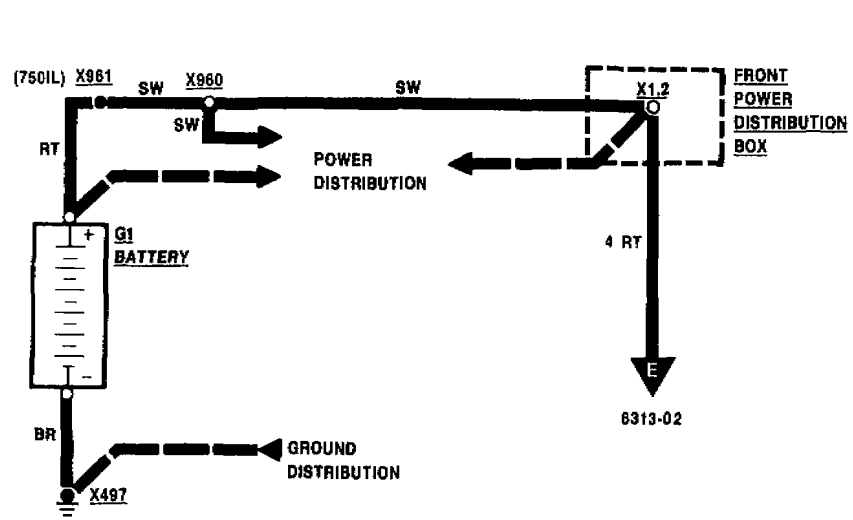 (750IL) X961 SW X960 SW
X1.2
FRONT
POWER
DISTRIBUTION
BOX
SW
RT
POWER
DISTRIBUTION
+
G1
BATTERY
4 RT
-
E
6313-02
BR
GROUND
DISTRIBUTION
X497